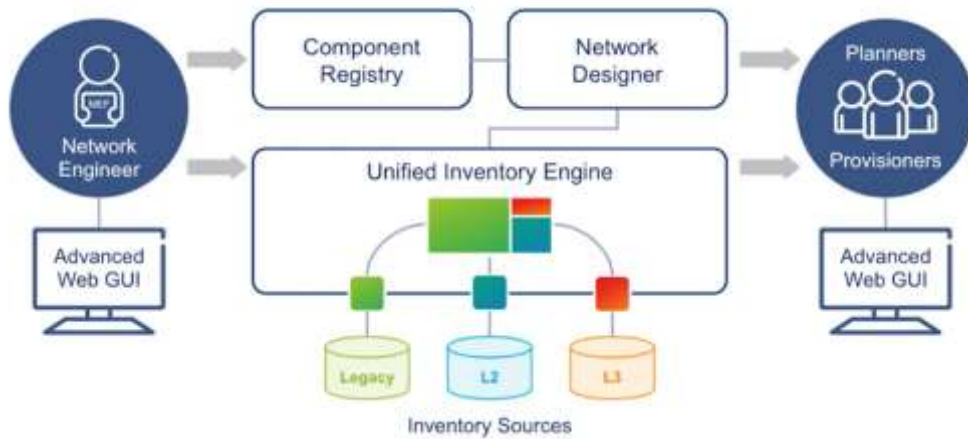 Component
Registry
Network
Designer
Planners
Provisioners
MEF
Network
Engineer
Unified Inventory Engine
Advanced
Web GUI
Advanced
Web GUI
Legacy
L2
L3
Inventory Sources